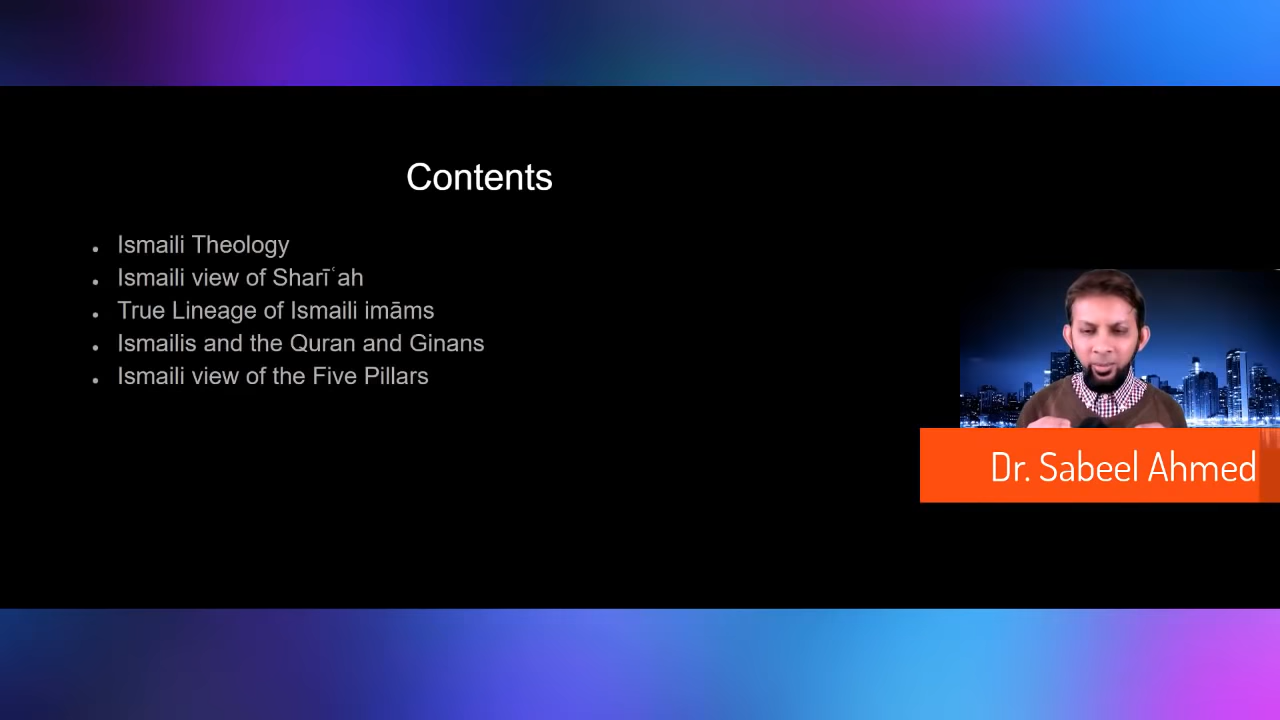 Contents
Ismaili Theology
Ismaili view of Sharīʿah
True Lineage of Ismaili imāms
Ismailis and the Quran and Ginans
Ismaili view of the Five Pillars
Dr. Sabeel Ahmed